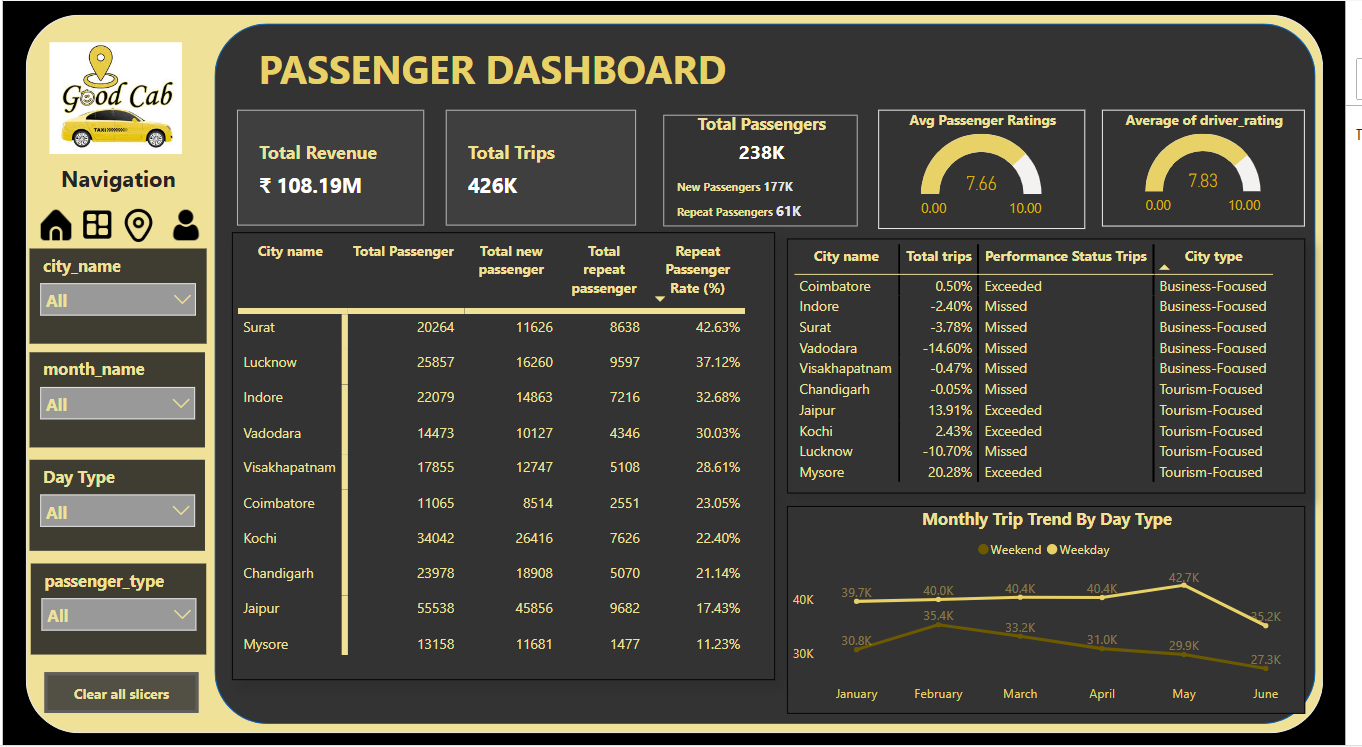 PASSENGER DASHBOARD
Good Cab
TAXI
Navigation
city_name
All
month_name
All
Day Type
All
passenger_type
All
Clear all slicers
Total Revenue
₹ 108.19M
Total Trips
426K
Total Passengers
238K
New Passengers 177K
Repeat Passengers 61K
Avg Passenger Ratings
7.66
0.00 10.00
Average of driver_rating
7.83
0.00 10.00
City name Total Passenger Total new passenger Total repeat passenger Repeat Passenger Rate (%)
Surat 20264 11626 8638 42.63%
Lucknow 25857 16260 9597 37.12%
Indore 22079 14863 7216 32.68%
Vadodara 14473 10127 4346 30.03%
Visakhapatnam 17855 12747 5108 28.61%
Coimbatore 11065 8514 2551 23.05%
Kochi 34042 26416 7626 22.40%
Chandigarh 23978 18908 5070 21.14%
Jaipur 55538 45856 9682 17.43%
Mysore 13158 11681 1477 11.23%
City name Total trips Performance Status Trips City type
Coimbatore 0.50% Exceeded Business-Focused
Indore -2.40% Missed Business-Focused
Surat -3.78% Missed Business-Focused
Vadodara -14.60% Missed Business-Focused
Visakhapatnam -0.47% Missed Business-Focused
Chandigarh -0.05% Missed Tourism-Focused
Jaipur 13.91% Exceeded Tourism-Focused
Kochi 2.43% Exceeded Tourism-Focused
Lucknow -10.70% Missed Tourism-Focused
Mysore 20.28% Exceeded Tourism-Focused
Monthly Trip Trend By Day Type
Weekend Weekday
39.7K 40.0K 40.4K 40.4K 42.7K 35.2K
40K
30.8K 35.4K 33.2K 31.0K 29.9K 27.3K
30K
January February March April May June
T